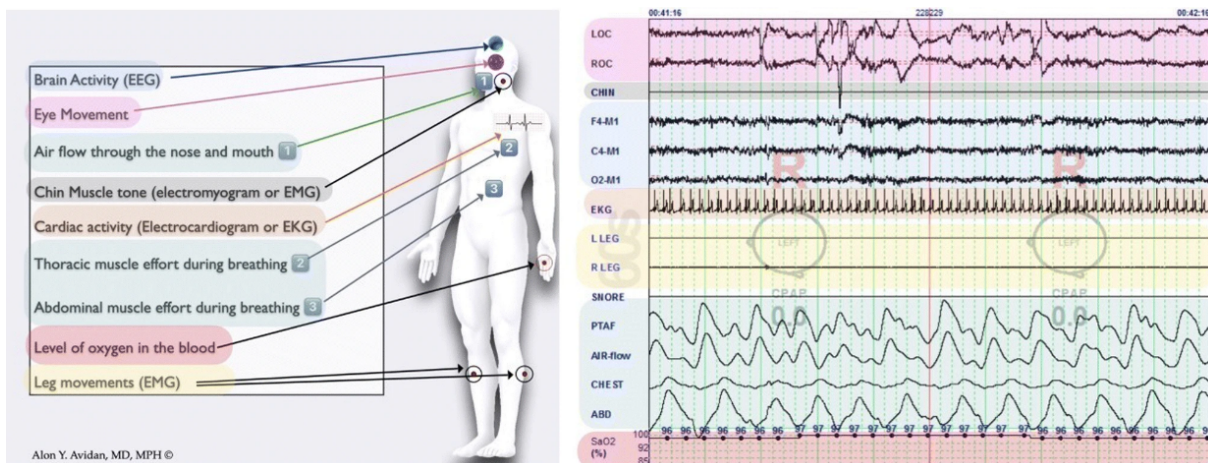 Brain Activity (EEG)
Eye Movement
Air flow through the nose and mouth 1
Chin Muscle tone (electromyogram or EMG)
Cardiac activity (Electrocardiogram or EKG)
Thoracic muscle effort during breathing 2
Abdominal muscle effort during breathing 3
Level of oxygen in the blood
Leg movements (EMG)
1
2
3
Alon Y. Avidan, MD, MPH ©
00:41:16 228229 00:42:16
LOC
ROC
CHIN
F4-M1
C4-M1
R R
O2-M1
EKG
L LEG
LEFT LEFT
R LEG
CPAP CPAP
SNORE
0.0 0.0
PTAF
AIR-flow
CHEST
ABD
SaO2
(%)
100
92
85
96 96 96 96 96 96 97 97 97 97 97 97 97 97 97 97 97 97 96 96 96 96 96 96 96 96